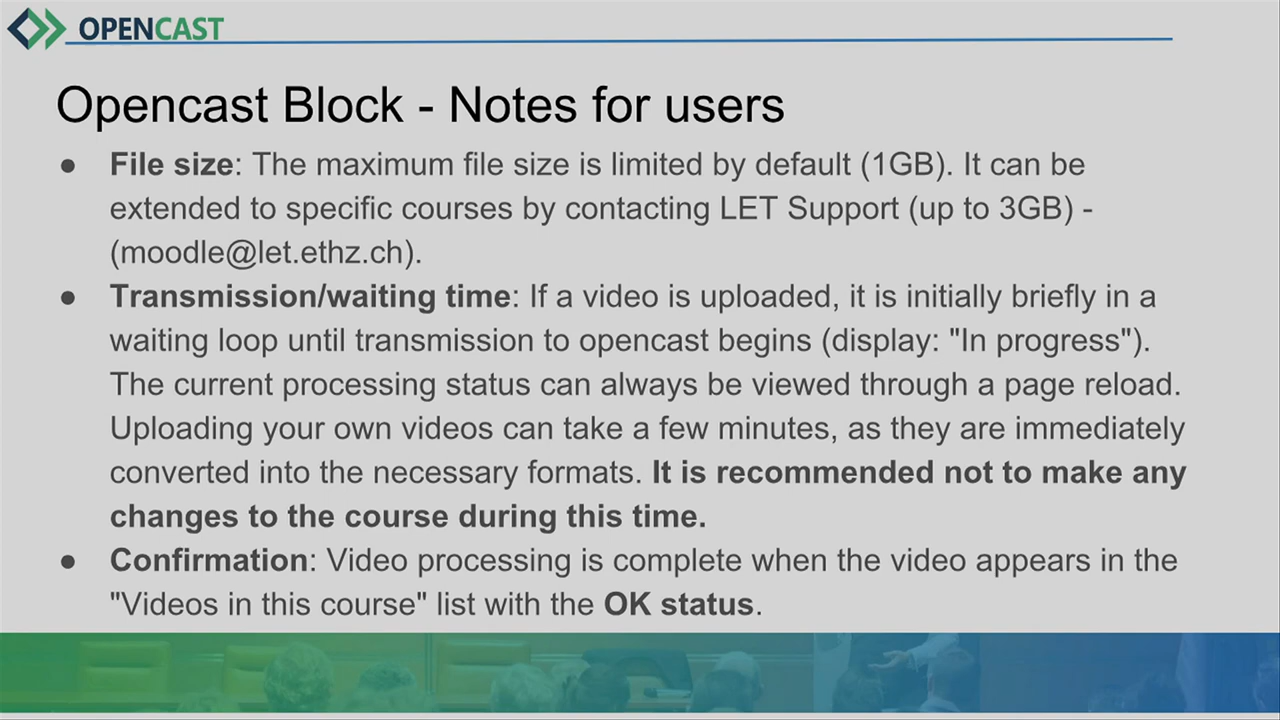 OPENCAST
Opencast Block - Notes for users
● File size: The maximum file size is limited by default (1GB). It can be
extended to specific courses by contacting LET Support (up to 3GB) -
(moodle@let.ethz.ch).
● Transmission/waiting time: If a video is uploaded, it is initially briefly in a
waiting loop until transmission to opencast begins (display: "In progress").
The current processing status can always be viewed through a page reload.
Uploading your own videos can take a few minutes, as they are immediately
converted into the necessary formats. It is recommended not to make any
changes to the course during this time.
● Confirmation: Video processing is complete when the video appears in the
"Videos in this course" list with the OK status.